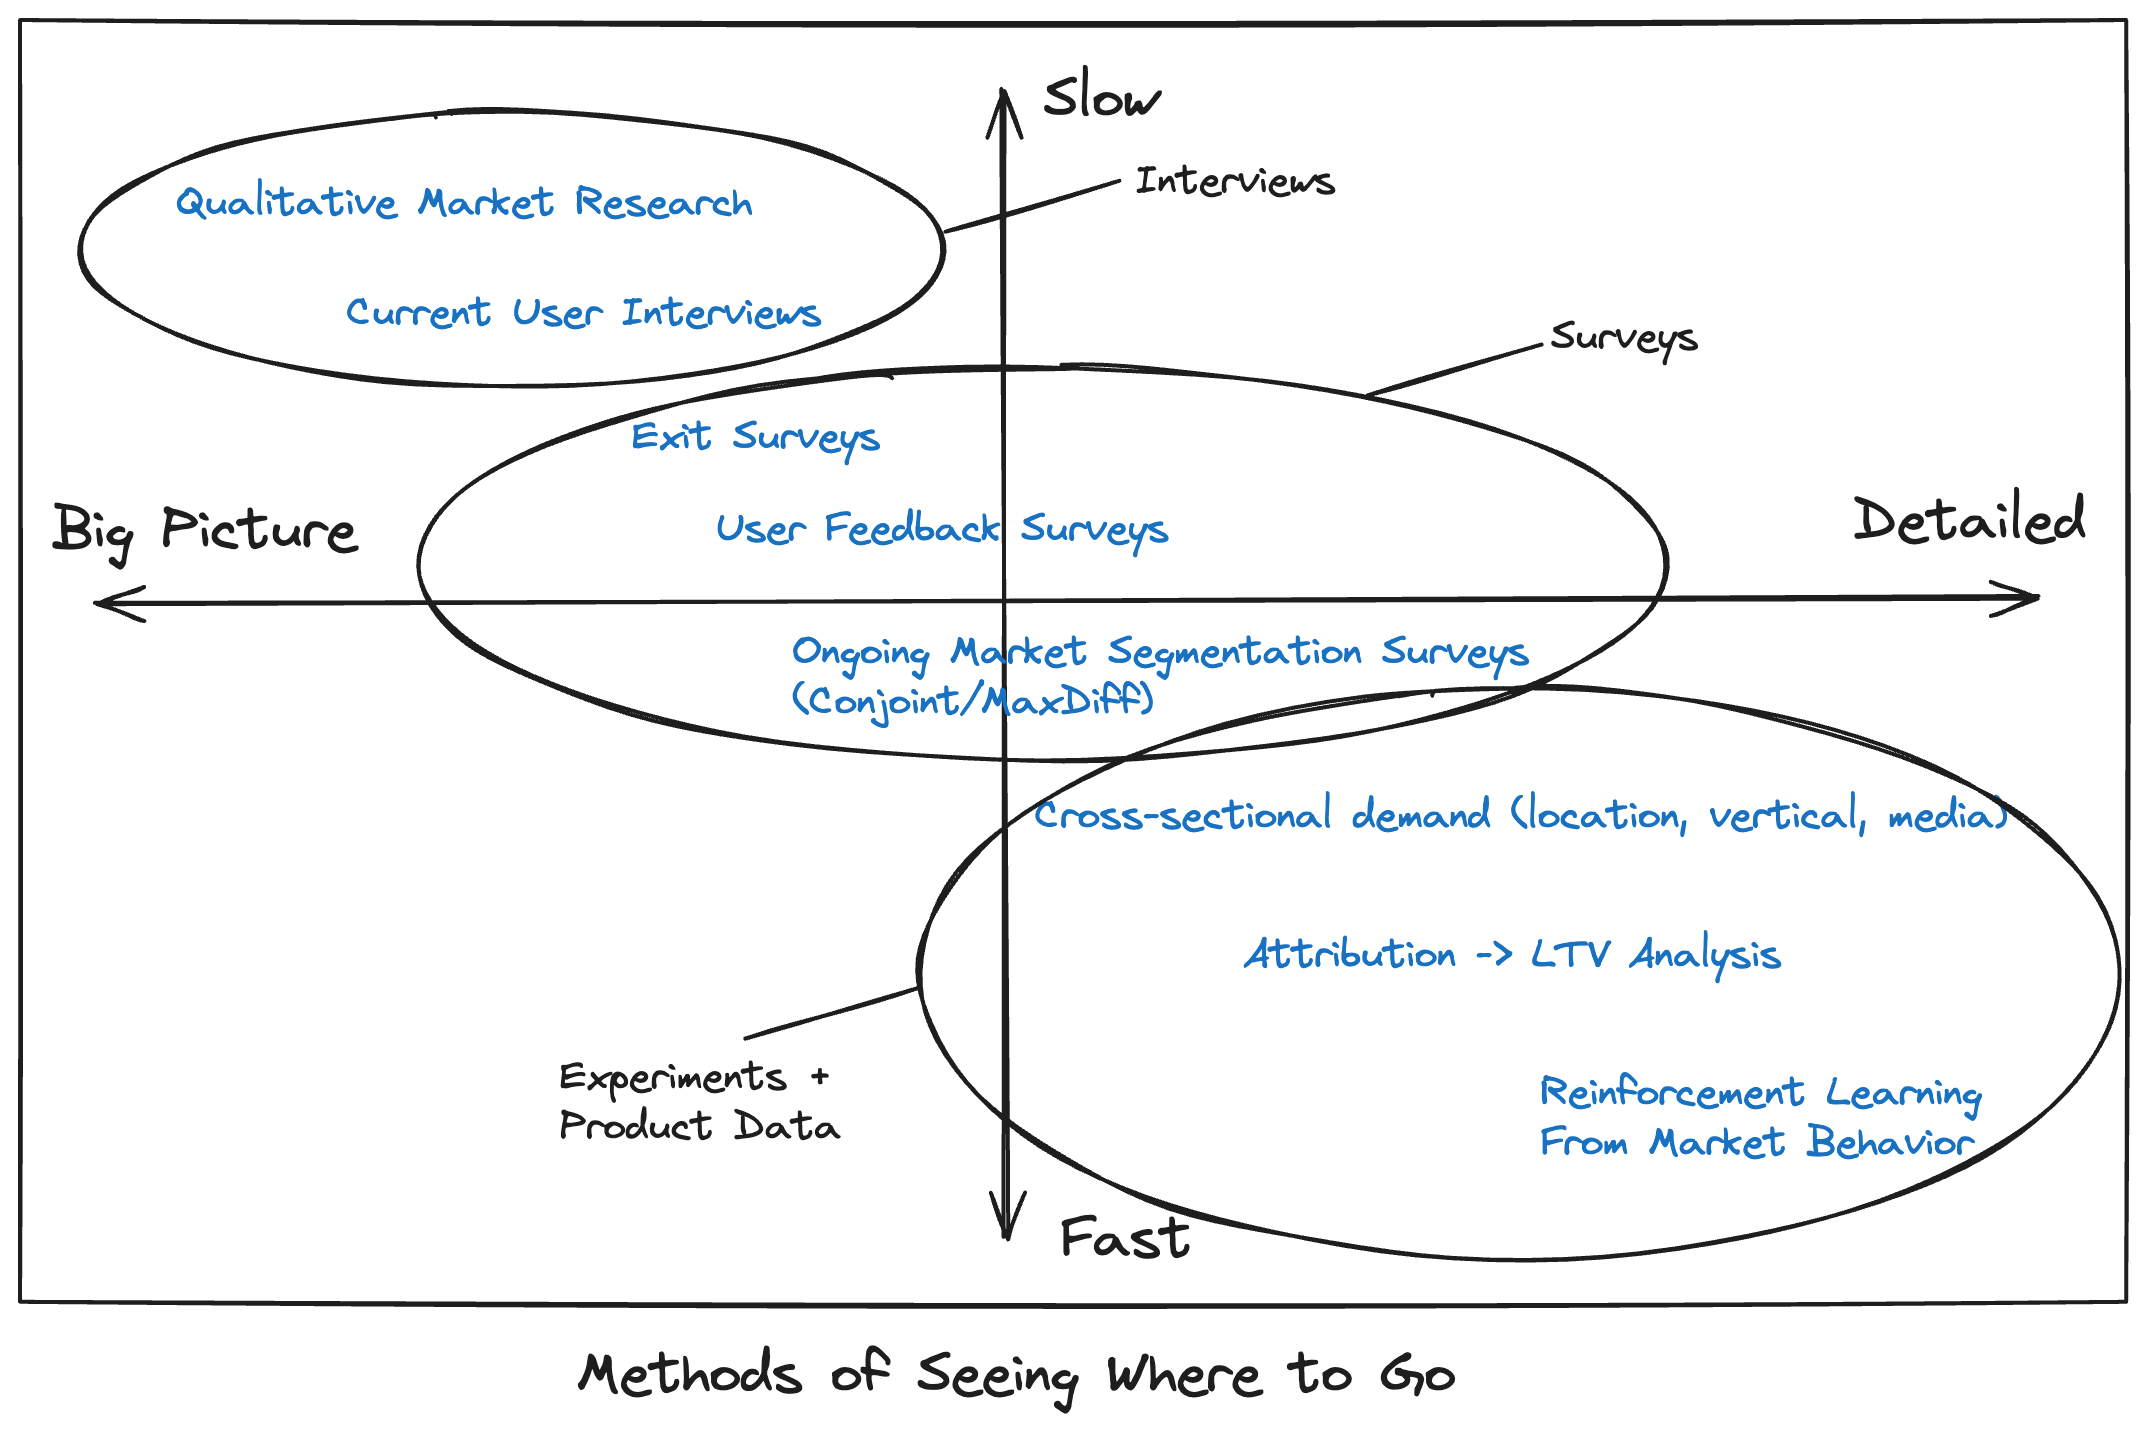 Slow
Interviews
Qualitative Market Research
Current User Interviews
Surveys
Exit Surveys
Big Picture
User Feedback Surveys
Detailed
Ongoing Market Segmentation Surveys
(Conjoint/MaxDiff)
Cross-sectional demand (location, vertical, media)
Attribution -> LTV Analysis
Experiments +
Product Data
Reinforcement Learning
From Market Behavior
Fast
Methods of Seeing Where to Go